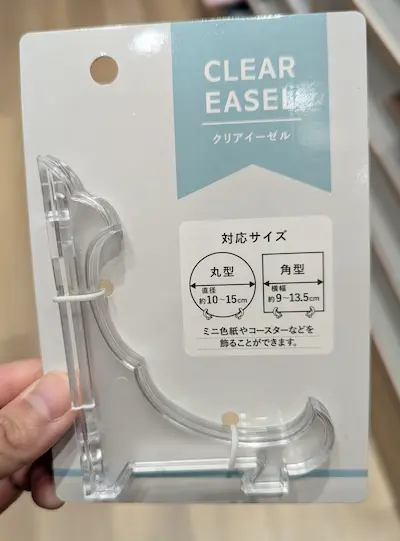 CLEAR
EASEL
クリアイーゼル
対応サイズ
丸型
直径
約10~15cm
角型
横幅
約9~13.5cm
ミニ色紙やコースターなどを
飾ることができます。